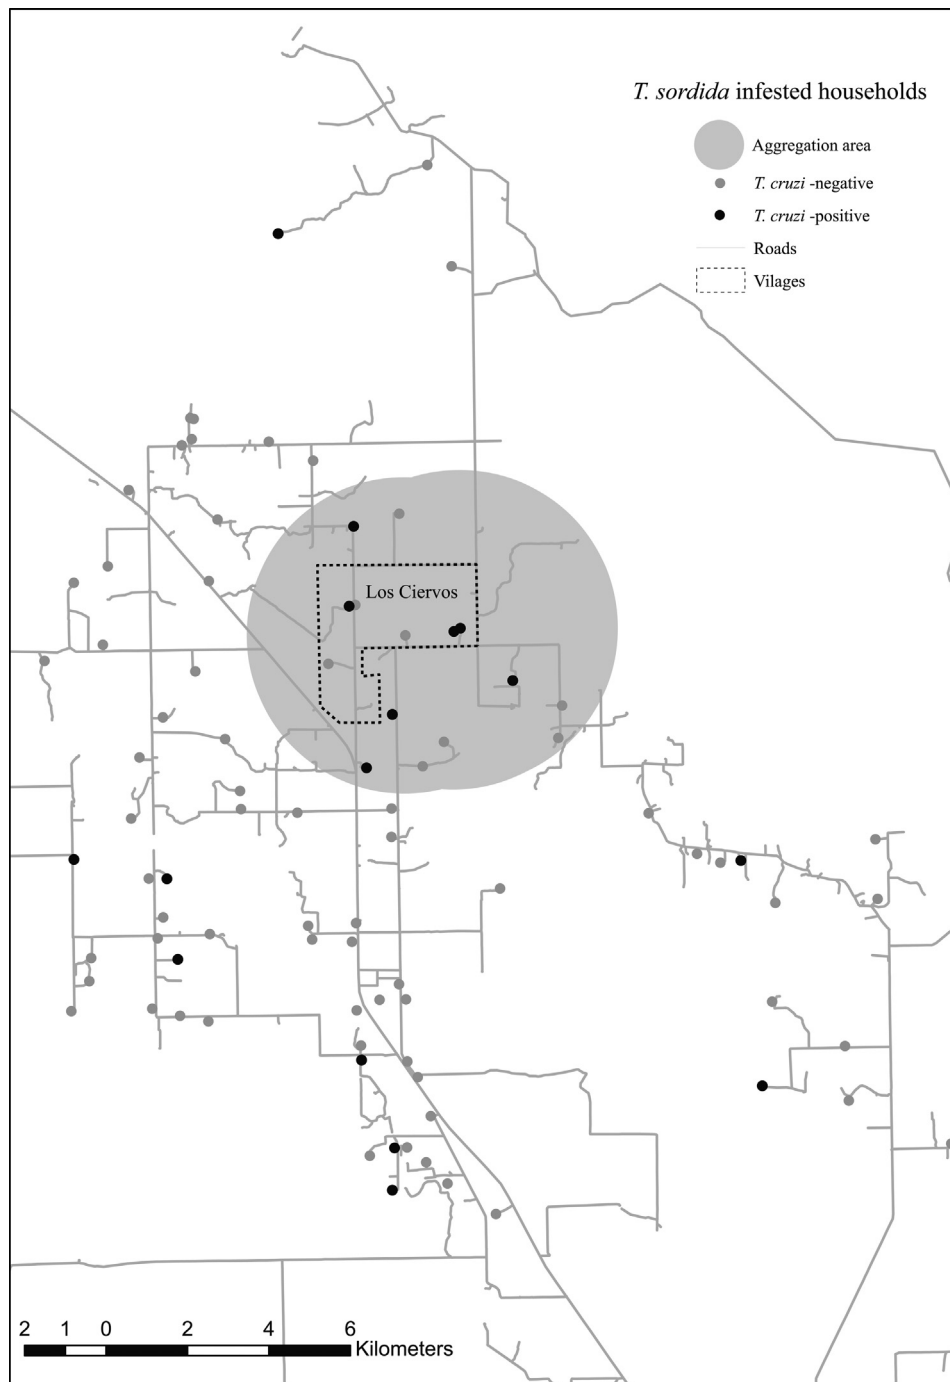 T. sordida infested households
Aggregation area
T. cruzi -negative
T. cruzi -positive
Roads
Vilages
Los Ciervos
2 1 0 2 4 6
Kilometers